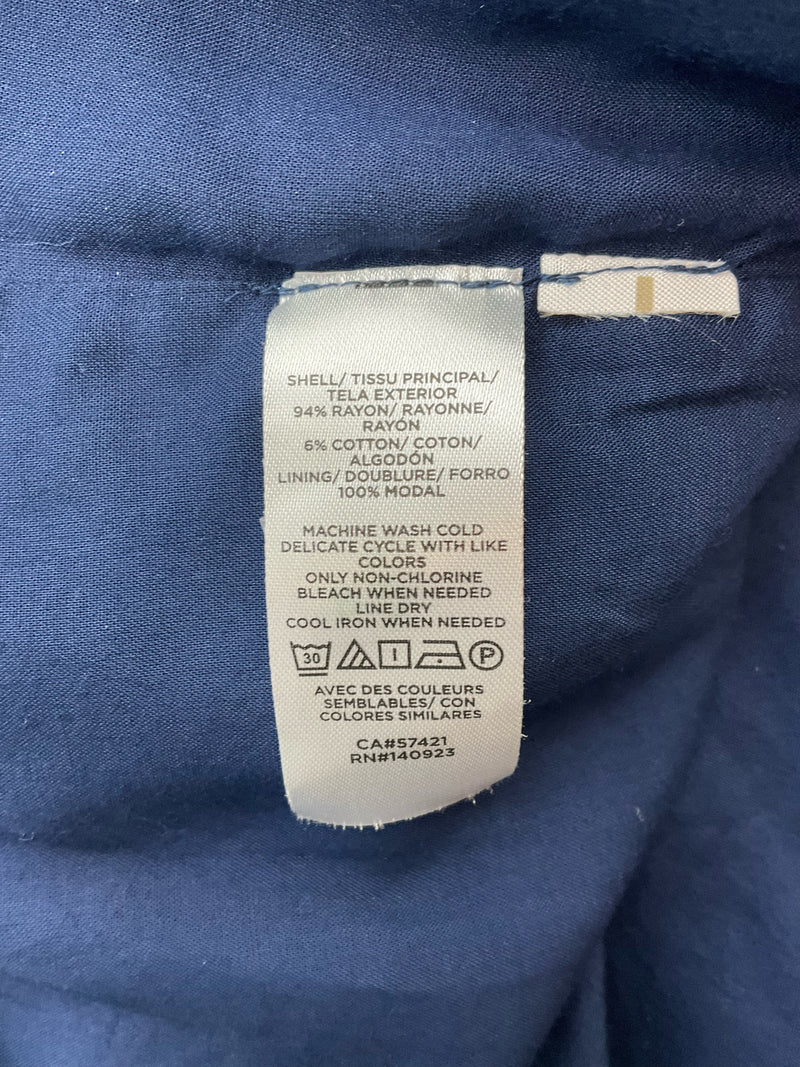 SHELL/ TISSU PRINCIPAL/
TELA EXTERIOR
94% RAYON/ RAYONNE/
RAYÓN
6% COTTON/ COTON/
ALGODÓN
LINING/ DOUBLURE/ FORRO
100% MODAL
MACHINE WASH COLD
DELICATE CYCLE WITH LIKE
COLORS
ONLY NON-CHLORINE
BLEACH WHEN NEEDED
LINE DRY
COOL IRON WHEN NEEDED
30 P
AVEC DES COULEURS
SEMBLABLES/ CON
COLORES SIMILARES
CA#57421
RN#140923